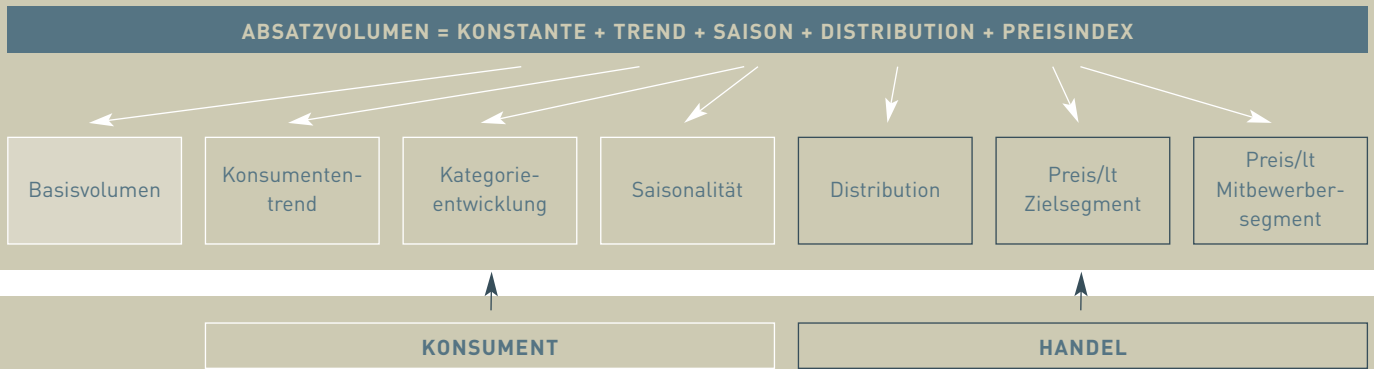 ABSATZVOLUMEN = KONSTANTE + TREND + SAISON + DISTRIBUTION + PREISINDEX
Basisvolumen
Konsumenten-
trend
Kategorie-
entwicklung
Saisonalität
Distribution
Preis/lt
Zielsegment
Preis/lt
Mitbewerber-
segment
KONSUMENT
HANDEL